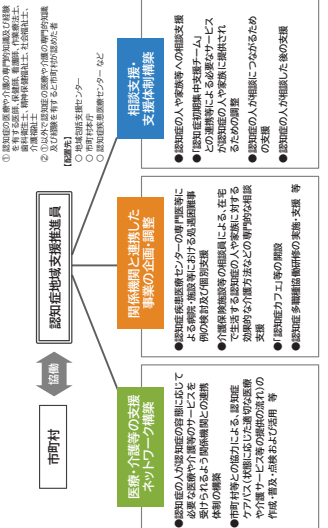 ① 認知症の医療や介護の専門的知識及び経験
を有する医師、保健師、看護師、作業療法士、
歯科衛生士、精神保健福祉士、社会福祉士、
介護福祉士
② ①以外で認知症の医療や介護の専門的知識
及び経験を有すると市町村が認めた者
【配置先】
○ 地域包括支援センター
○ 市町村本庁
○ 認知症疾患医療センター など
認知症地域支援推進員
協働
市町村
相談支援・
支援体制構築
●認知症の人や家族等への相談支援
●「認知症初期集中支援チーム」
との連携等による必要なサービス
が認知症の人や家族に提供され
るための調整
●認知症の人が相談につながるため
の支援
●認知症の人が相談した後の支援
関係機関と連携した
事業の企画・調整
●認知症疾患医療センターの専門医等に
よる病院・施設等における処遇困難事
例の検討及び個別支援
●介護保険施設等の相談員による、在宅
で生活する認知症の人や家族に対する
効果的な介護方法などの専門的な相談
支援
●「認知症カフェ」等の開設
●認知症多職種協働研修の実施・支援 等
医療・介護等の支援
ネットワーク構築
●認知症の人が認知症の容態に応じて
必要な医療や介護等のサービスを
受けられるよう関係機関との連携
体制の構築
●市町村等との協力による、認知症
ケアパス(状態に応じた適切な医療
や介護サービス等の提供の流れ)の
作成・普及・点検および活用 等